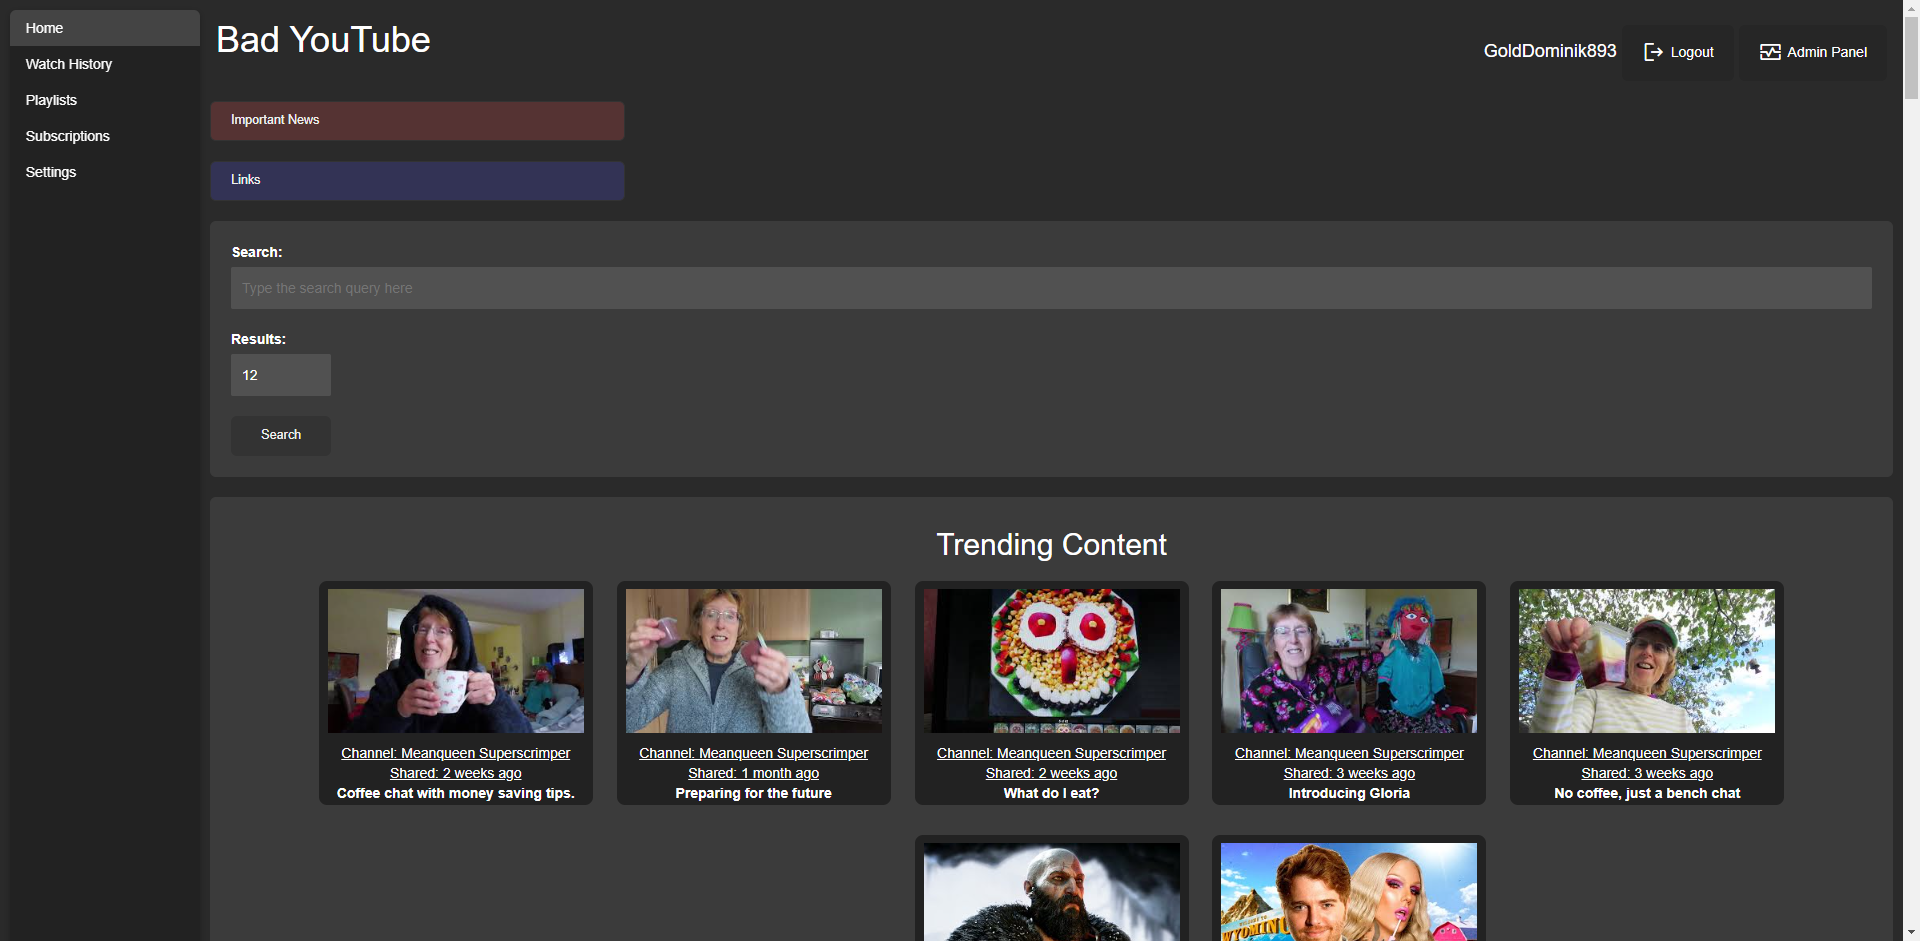 Home
Watch History
Playlists
Subscriptions
Settings
Bad YouTube
GoldDominik893
Logout
Admin Panel
Important News
Links
Search:
Type the search query here
Results:
12
Search
Trending Content
Channel: Meanqueen Superscrimper
Shared: 2 weeks ago
Coffee chat with money saving tips.
Channel: Meanqueen Superscrimper
Shared: 1 month ago
Preparing for the future
Channel: Meanqueen Superscrimper
Shared: 2 weeks ago
What do I eat?
Channel: Meanqueen Superscrimper
Shared: 3 weeks ago
Introducing Gloria
Channel: Meanqueen Superscrimper
Shared: 3 weeks ago
No coffee, just a bench chat